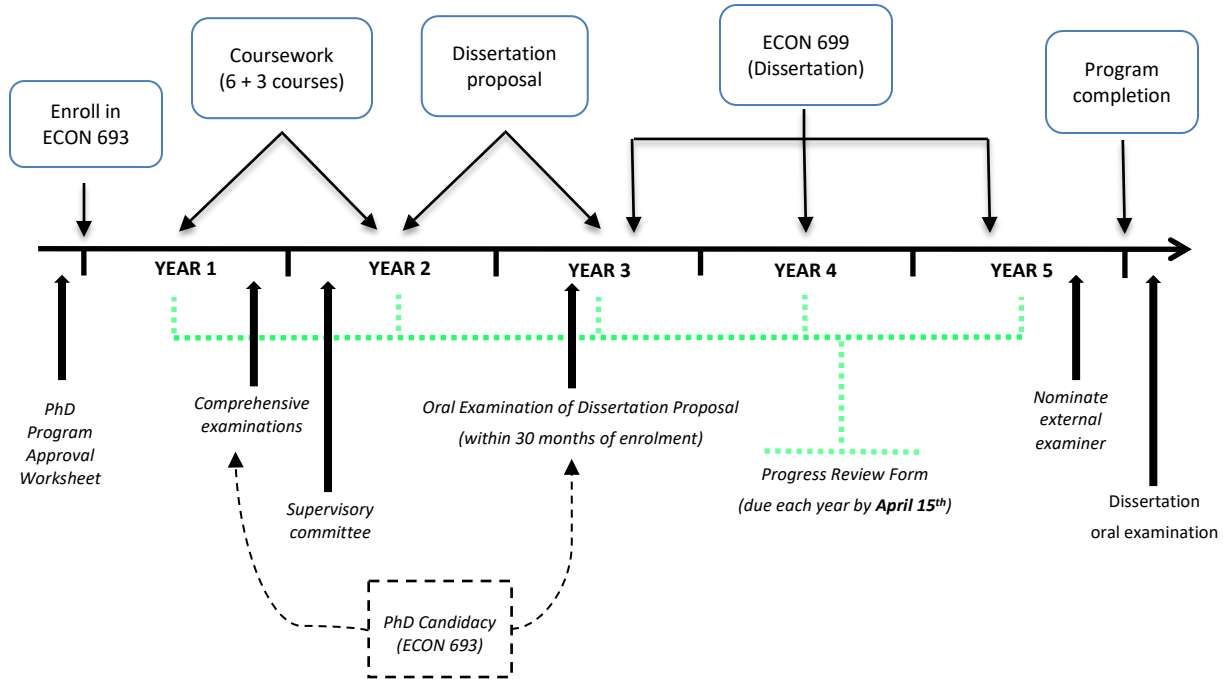 Enroll in
ECON 693
Coursework
(6 + 3 courses)
Dissertation
proposal
ECON 699
(Dissertation)
Program
completion
YEAR 1
YEAR 2
YEAR 3
YEAR 4
YEAR 5
PhD
Program
Approval
Worksheet
Comprehensive
examinations
Supervisory
committee
Oral Examination of Dissertation Proposal
(within 30 months of enrolment)
Progress Review Form
(due each year by April 15th)
Nominate
external
examiner
Dissertation
oral examination
PhD Candidacy
(ECON 693)